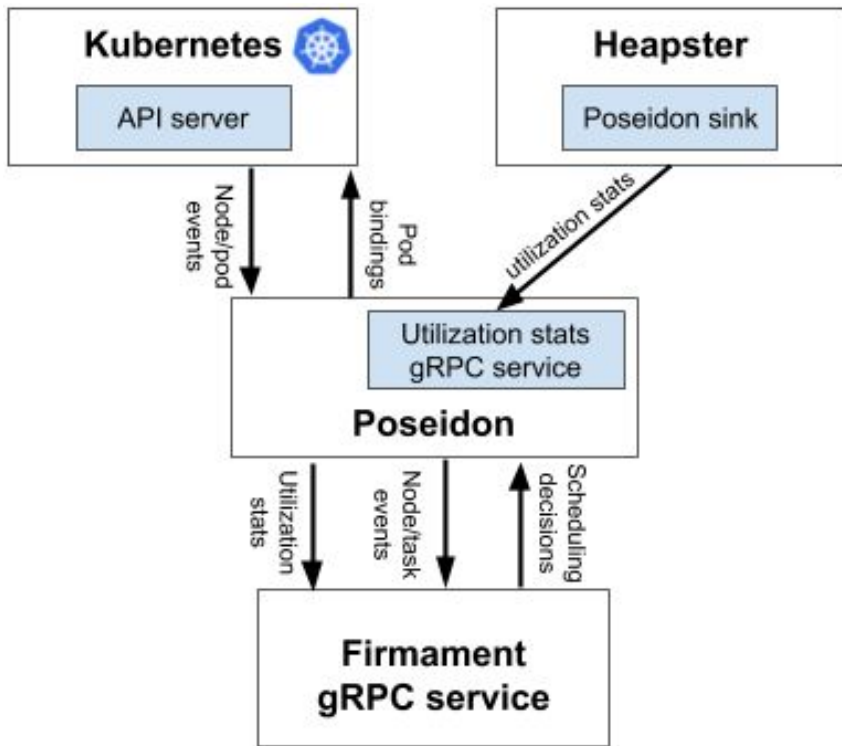 Kubernetes
API server
Heapster
Poseidon sink
Node/pod
events
Pod
bindings
utilization stats
Utilization stats
gRPC service
Poseidon
Utilization
stats
Node/task
events
Scheduling
decisions
Firmament
gRPC service